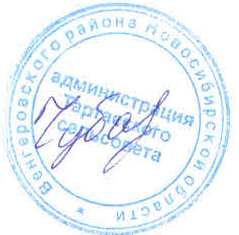 Венгеровского района Новосибирской области *
администрация
Тартасского
сельсовета